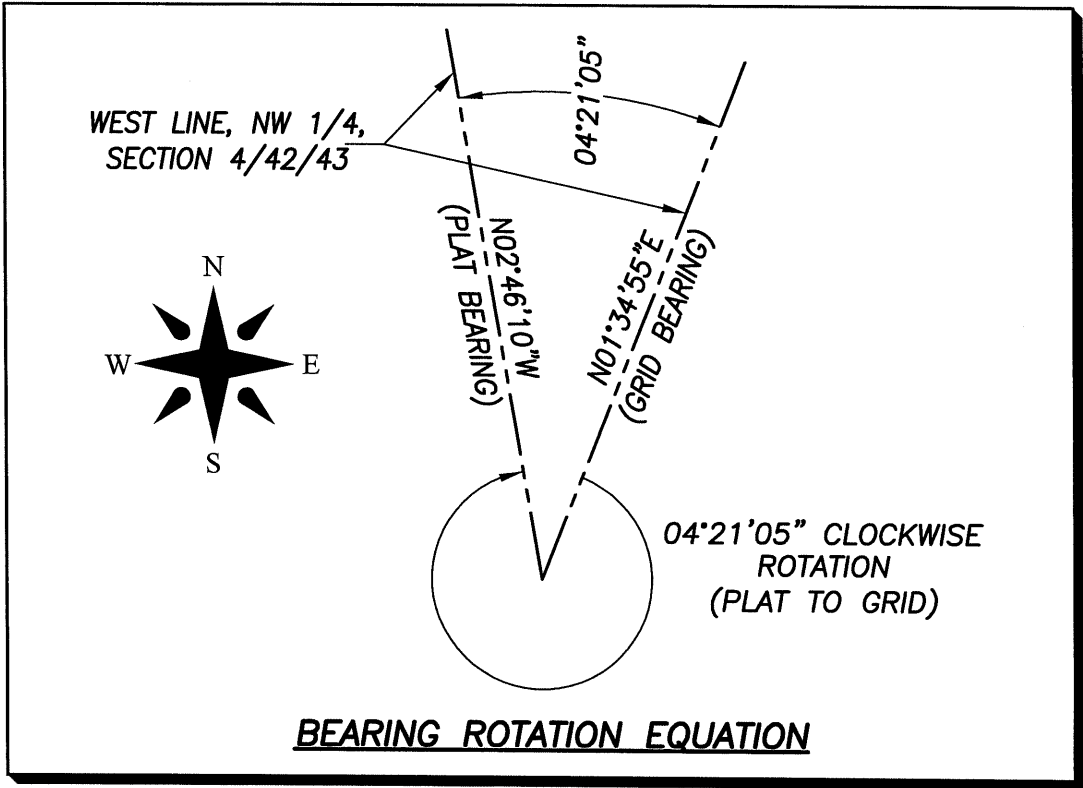 04°21'05"
WEST LINE, NW 1/4,
SECTION 4/42/43
N02°46'10"W
(PLAT BEARING)
N01°34'55"E
(GRID BEARING)
N
W
E
S
04°21'05" CLOCKWISE
ROTATION
(PLAT TO GRID)
BEARING ROTATION EQUATION